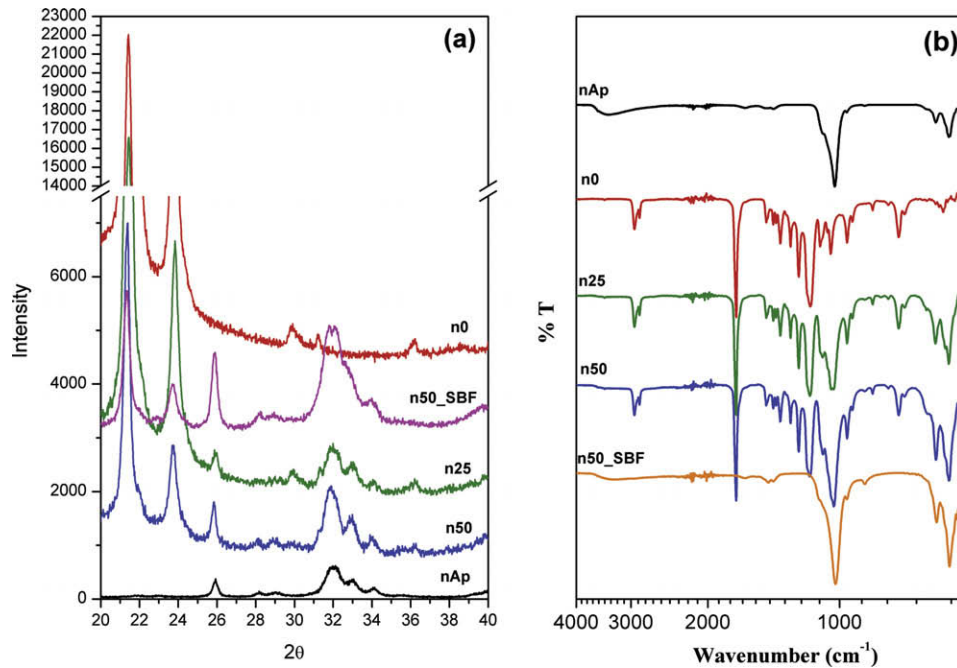 (a)
23000
22000
21000
20000
19000
18000
17000
16000
15000
14000
6000
4000
2000
0
Intensity
n0
n50_SBF
n25
n50
nAp
20 22 24 26 28 30 32 34 36 38 40
2θ
(b)
nAp
n0
n25
n50
n50_SBF
% T
4000 3000 2000 1000
Wavenumber (cm⁻¹)